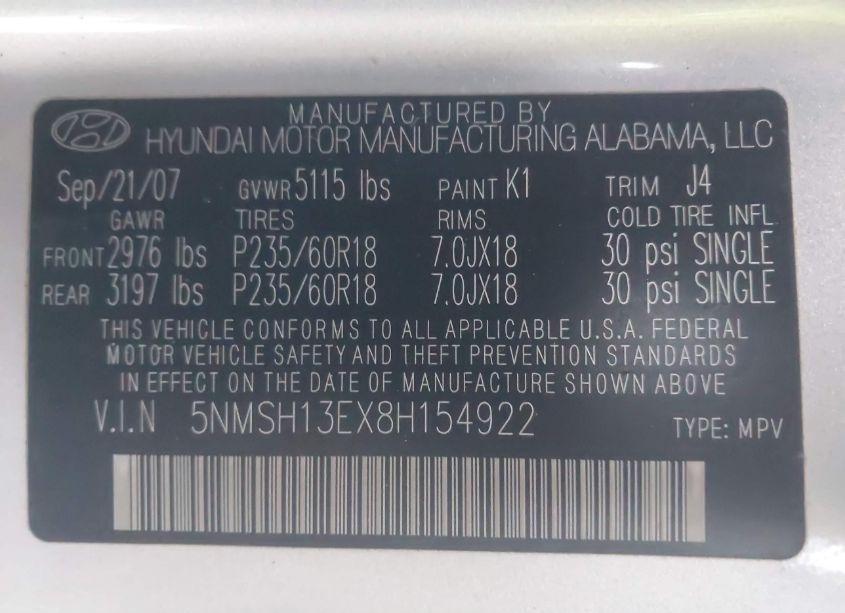 MANUFACTURED BY
HYUNDAI MOTOR MANUFACTURING ALABAMA, LLC
Sep/21/07 GVWR 5115 lbs PAINT K1 TRIM J4
GAWR TIRES RIMS COLD TIRE INFL
FRONT 2976 lbs P235/60R18 7.0JX18 30 psi SINGLE
REAR 3197 lbs P235/60R18 7.0JX18 30 psi SINGLE
THIS VEHICLE CONFORMS TO ALL APPLICABLE U.S.A. FEDERAL
MOTOR VEHICLE SAFETY AND THEFT PREVENTION STANDARDS
IN EFFECT ON THE DATE OF MANUFACTURE SHOWN ABOVE
V.I.N 5NMSH13EX8H154922 TYPE: MPV